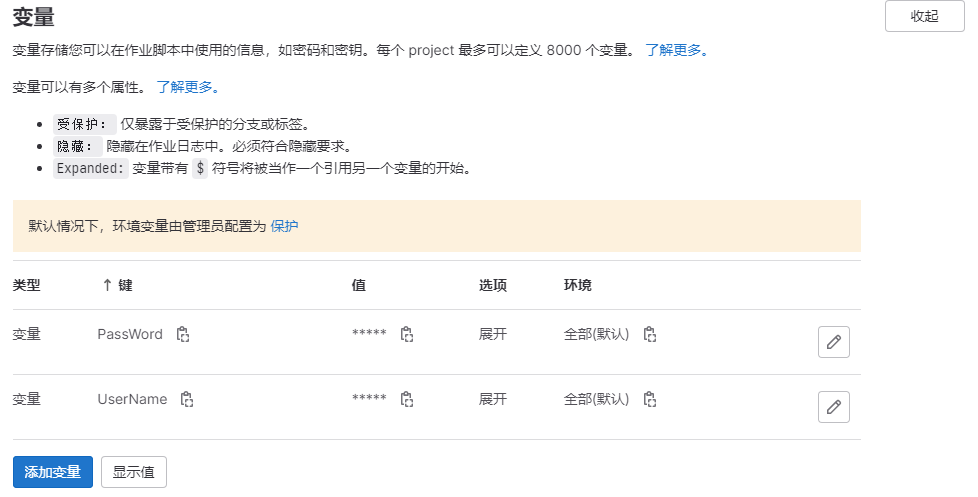 变量
收起
变量存储您可以在作业脚本中使用的信息，如密码和密钥。每个 project 最多可以定义 8000 个变量。 了解更多。
变量可以有多个属性。 了解更多。
受保护： 仅暴露于受保护的分支或标签。
隐藏： 隐藏在作业日志中。必须符合隐藏要求。
Expanded: 变量带有 $ 符号将被当作一个引用另一个变量的开始。
默认情况下，环境变量由管理员配置为 保护
类型 ↑ 键 值 选项 环境
变量 PassWord ***** 展开 全部(默认)
变量 UserName ***** 展开 全部(默认)
添加变量 显示值